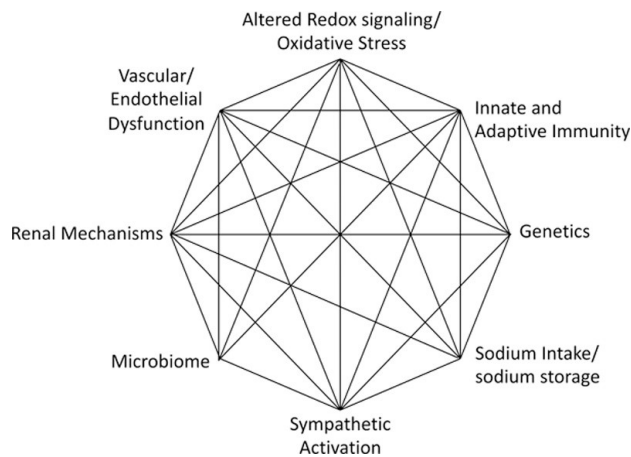 Altered Redox signaling/
Oxidative Stress
Vascular/
Endothelial
Dysfunction
Innate and
Adaptive Immunity
Renal Mechanisms
Genetics
Microbiome
Sodium Intake/
sodium storage
Sympathetic
Activation